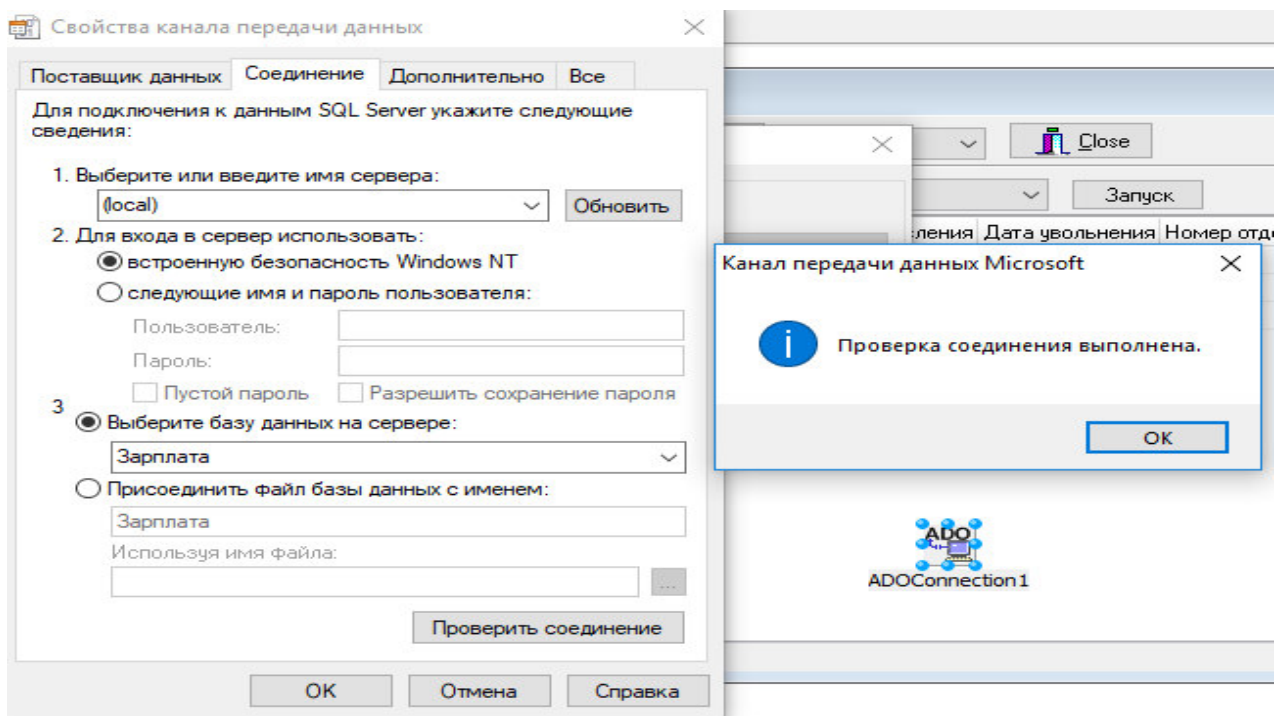 Свойства канала передачи данных
Поставщик данных Соединение Дополнительно Все
Для подключения к данным SQL Server укажите следующие
сведения:
1. Выберите или введите имя сервера:
(local) Обновить
2. Для входа в сервер использовать:
встроенную безопасность Windows NT
следующие имя и пароль пользователя:
Пользователь:
Пароль:
Пустой пароль Разрешить сохранение пароля
3
Выберите базу данных на сервере:
Зарплата
Присоединить файл базы данных с именем:
Зарплата
Используя имя файла:
...
Проверить соединение
OK Отмена Справка
Close
Запуск
Дата увольнения Номер
Канал передачи данных Microsoft
Проверка соединения выполнена.
OK
ADO
ADOConnection1